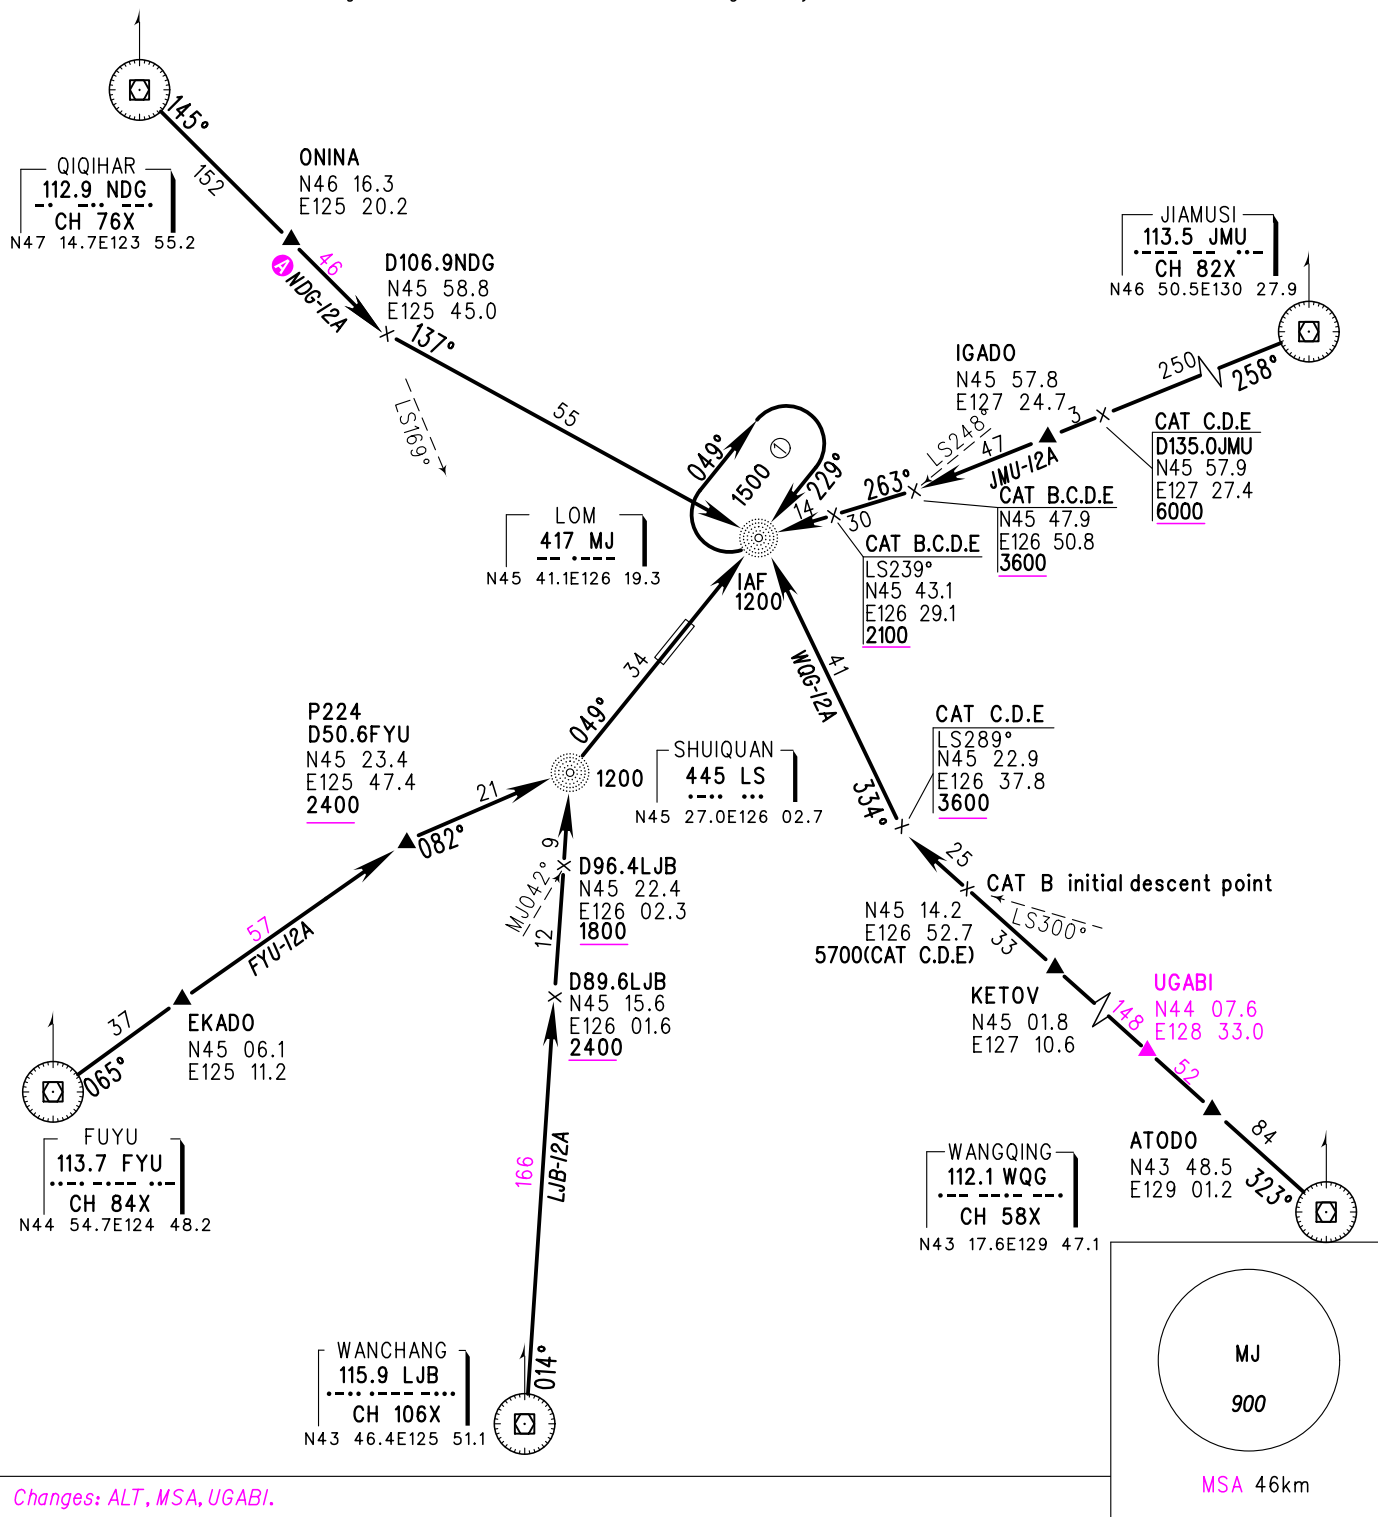 145°
152
QIQIHAR
112.9 NDG
CH 76X
N47 14.7E123 55.2
ONINA
N46 16.3
E125 20.2
46
A
NDG-12A
D106.9NDG
N45 58.8
E125 45.0
137°
LS169°
55
JIAMUSI
113.5 JMU
CH 82X
N46 50.5E130 27.9
250
258°
IGADO
N45 57.8
E127 24.7
3
CAT C.D.E
D135.0JMU
N45 57.9
E127 27.4
6000
LS248°
47
JMU-12A
263°
CAT B.C.D.E
N45 47.9
E126 50.8
3600
049°
1500 1
229°
14
30
CAT B.C.D.E
LS239°
N45 43.1
E126 29.1
2100
LOM
417 MJ
N45 41.1E126 19.3
IAF
1200
34
049°
WQG-12A
41
334°
CAT C.D.E
LS289°
N45 22.9
E126 37.8
3600
P224
D50.6FYU
N45 23.4
E125 47.4
2400
21
082°
1200
SHUIQUAN
445 LS
N45 27.0E126 02.7
25
CAT B initial descent point
LS300°
N45 14.2
E126 52.7
5700(CAT C.D.E)
33
9
MJ042°
D96.4LJB
N45 22.4
E126 02.3
1800
12
D89.6LJB
N45 15.6
E126 01.6
2400
57
FYU-12A
37
EKADO
N45 06.1
E125 11.2
065°
FUYU
113.7 FYU
CH 84X
N44 54.7E124 48.2
KETOV
N45 01.8
E127 10.6
148
UGABI
N44 07.6
E128 33.0
52
ATODO
N43 48.5
E129 01.2
84
323°
WANGQING
112.1 WQG
CH 58X
N43 17.6E129 47.1
166
LJB-12A
014°
WANCHANG
115.9 LJB
CH 106X
N43 46.4E125 51.1
MJ
900
MSA 46km
Changes: ALT, MSA, UGABI.